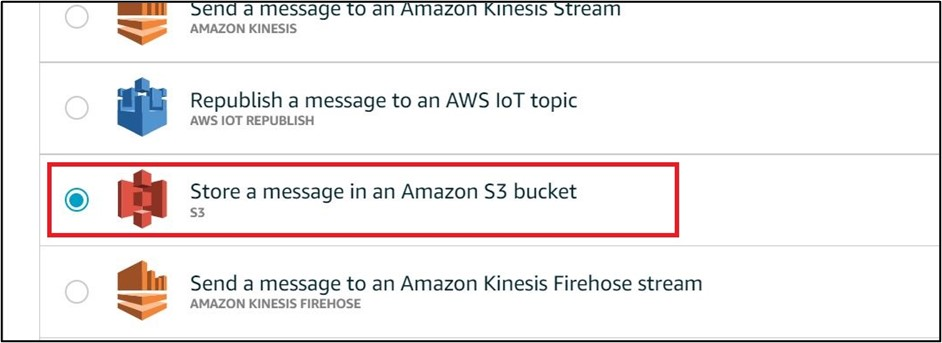 Send a message to an Amazon Kinesis Stream
AMAZON KINESIS
Republish a message to an AWS IoT topic
AWS IOT REPUBLISH
Store a message in an Amazon S3 bucket
S3
Send a message to an Amazon Kinesis Firehose stream
AMAZON KINESIS FIREHOSE